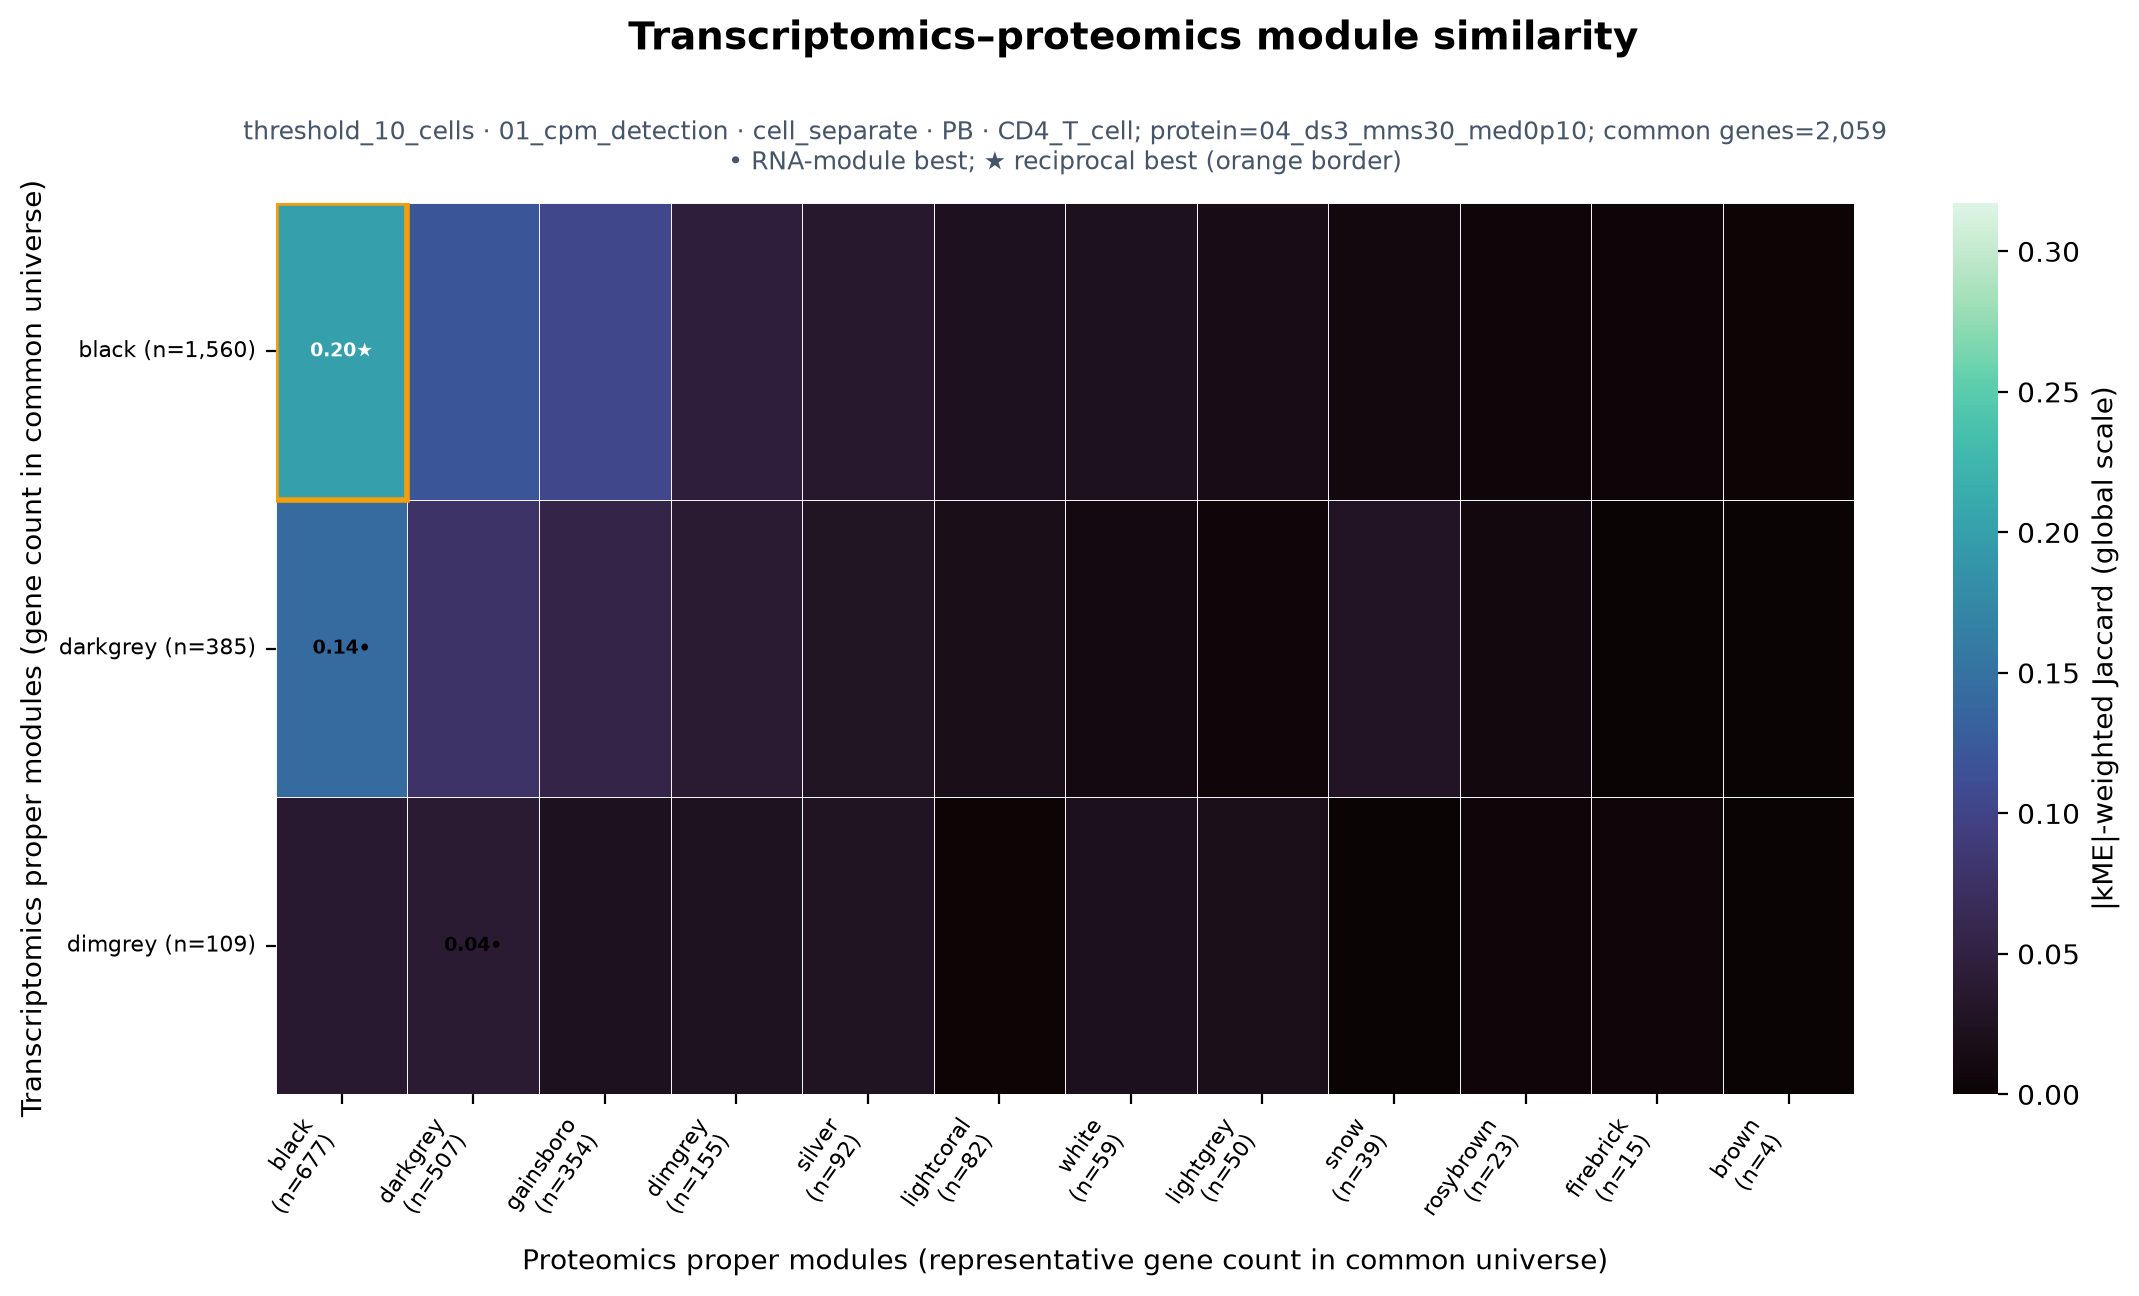 Transcriptomics–proteomics module similarity
threshold_10_cells · 01_cpm_detection · cell_separate · PB · CD4_T_cell; protein=04_ds3_mms30_med0p10; common genes=2,059
• RNA-module best; ★ reciprocal best (orange border)
Transcriptomics proper modules (gene count in common universe)
black (n=1,560)
darkgrey (n=385)
dimgrey (n=109)
0.20★
0.14•
0.04•
black
(n=677)
darkgrey
(n=507)
gainsboro
(n=354)
dimgrey
(n=155)
silver
(n=92)
lightcoral
(n=82)
white
(n=59)
lightgrey
(n=50)
snow
(n=39)
rosybrown
(n=23)
firebrick
(n=15)
brown
(n=4)
Proteomics proper modules (representative gene count in common universe)
0.30
0.25
0.20
0.15
0.10
0.05
0.00
|kME|-weighted Jaccard (global scale)